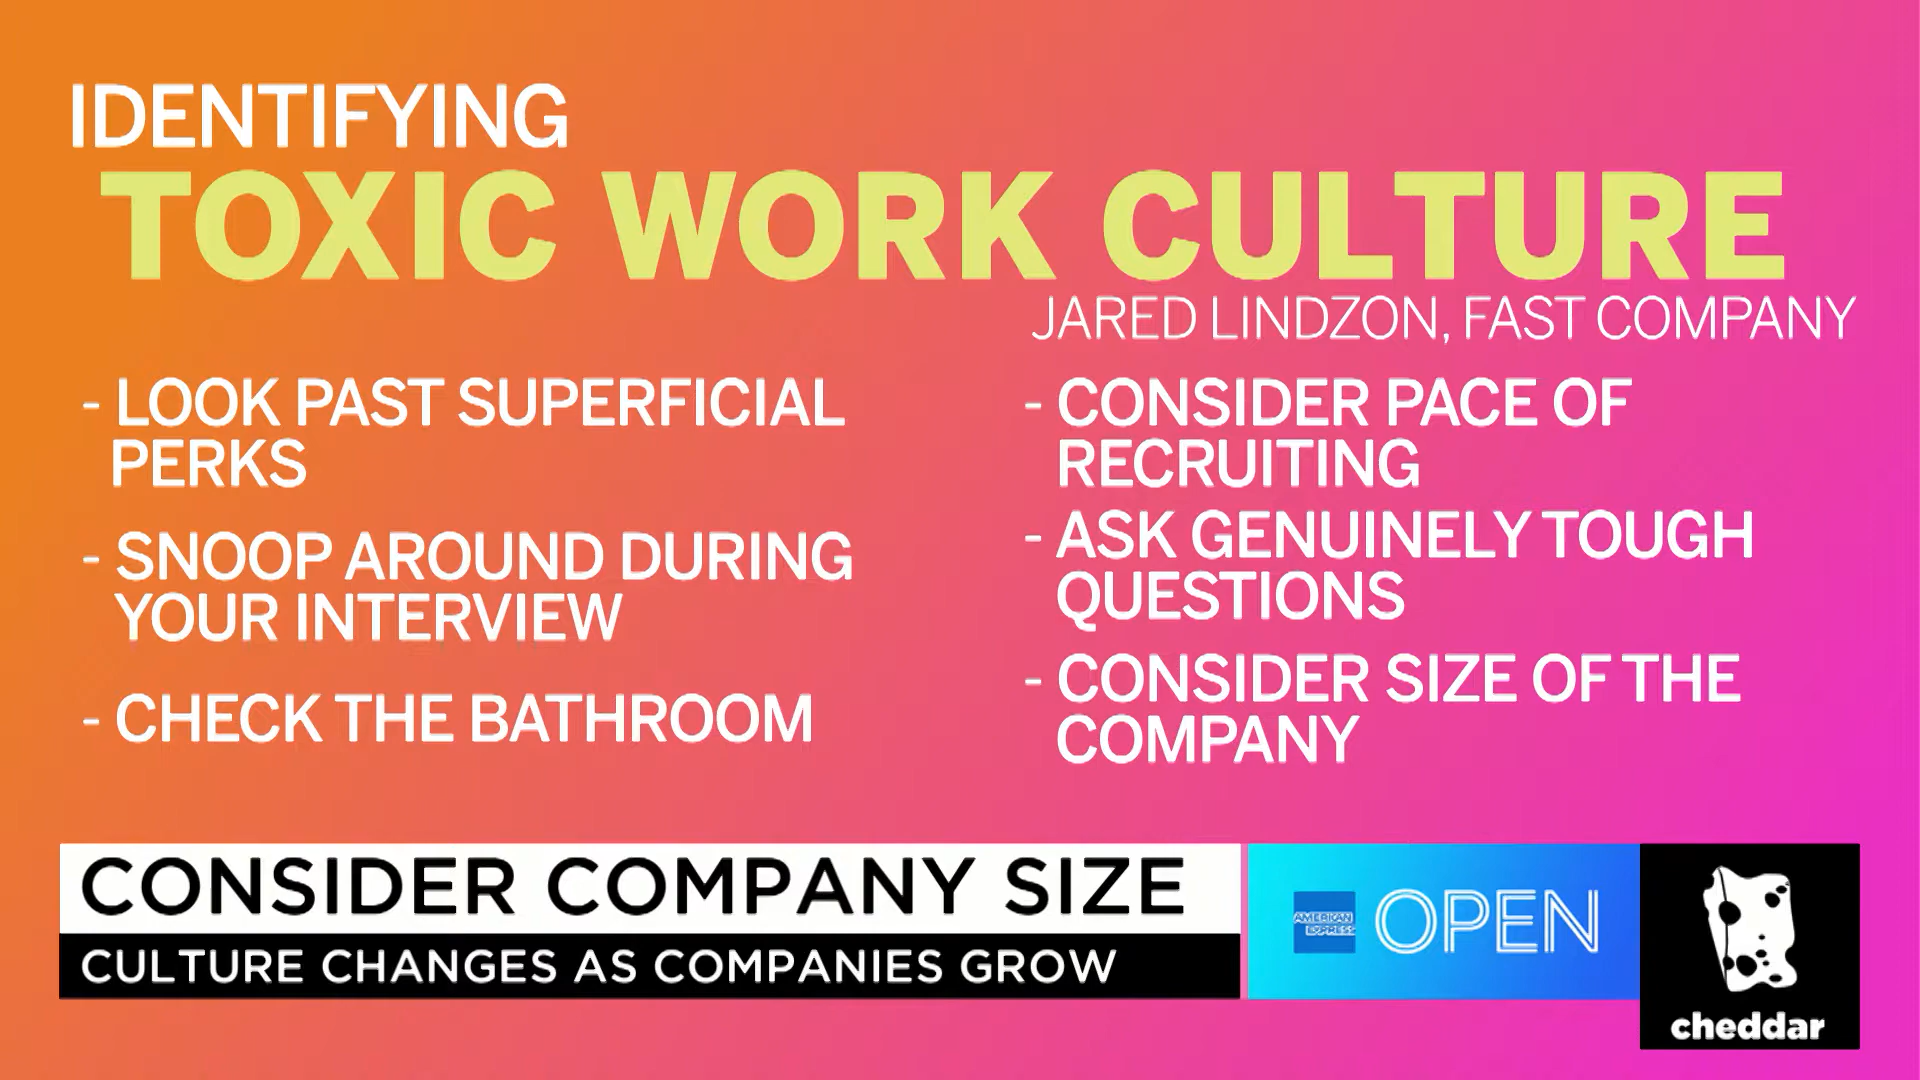 IDENTIFYING
TOXIC WORK CULTURE
JARED LINDZON, FAST COMPANY
- LOOK PAST SUPERFICIAL
PERKS
- SNOOP AROUND DURING
YOUR INTERVIEW
- CHECK THE BATHROOM
- CONSIDER PACE OF
RECRUITING
- ASK GENUINELY TOUGH
QUESTIONS
- CONSIDER SIZE OF THE
COMPANY
CONSIDER COMPANY SIZE
CULTURE CHANGES AS COMPANIES GROW
AMERICAN
EXPRESS
OPEN
cheddar